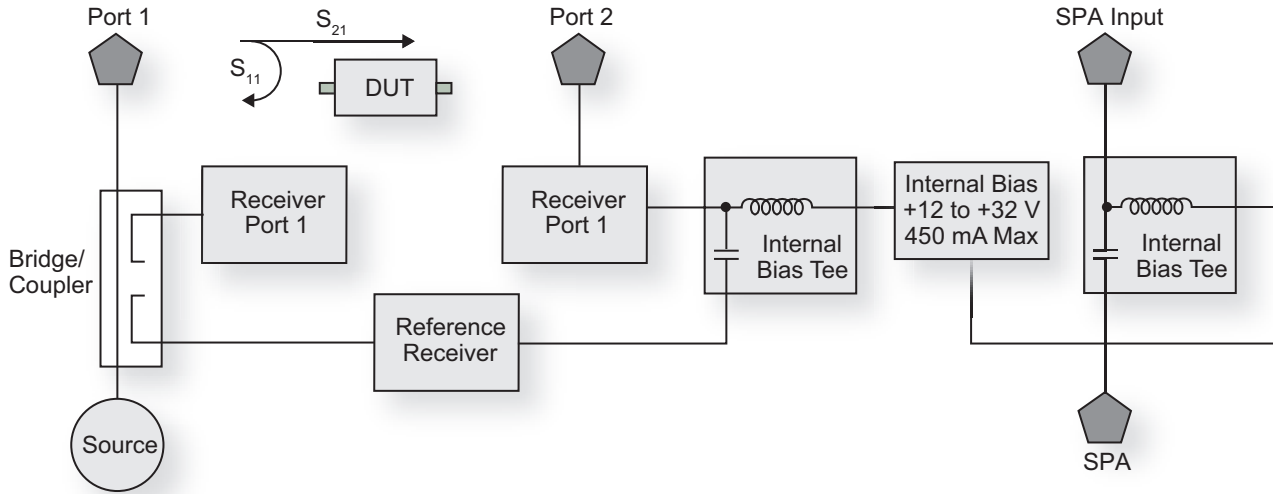 Port 1
S21
S11
DUT
Port 2
SPA Input
Receiver
Port 1
Receiver
Port 1
Internal
Bias Tee
Internal Bias
+12 to +32 V
450 mA Max
Internal
Bias Tee
Bridge/
Coupler
Reference
Receiver
Source
SPA